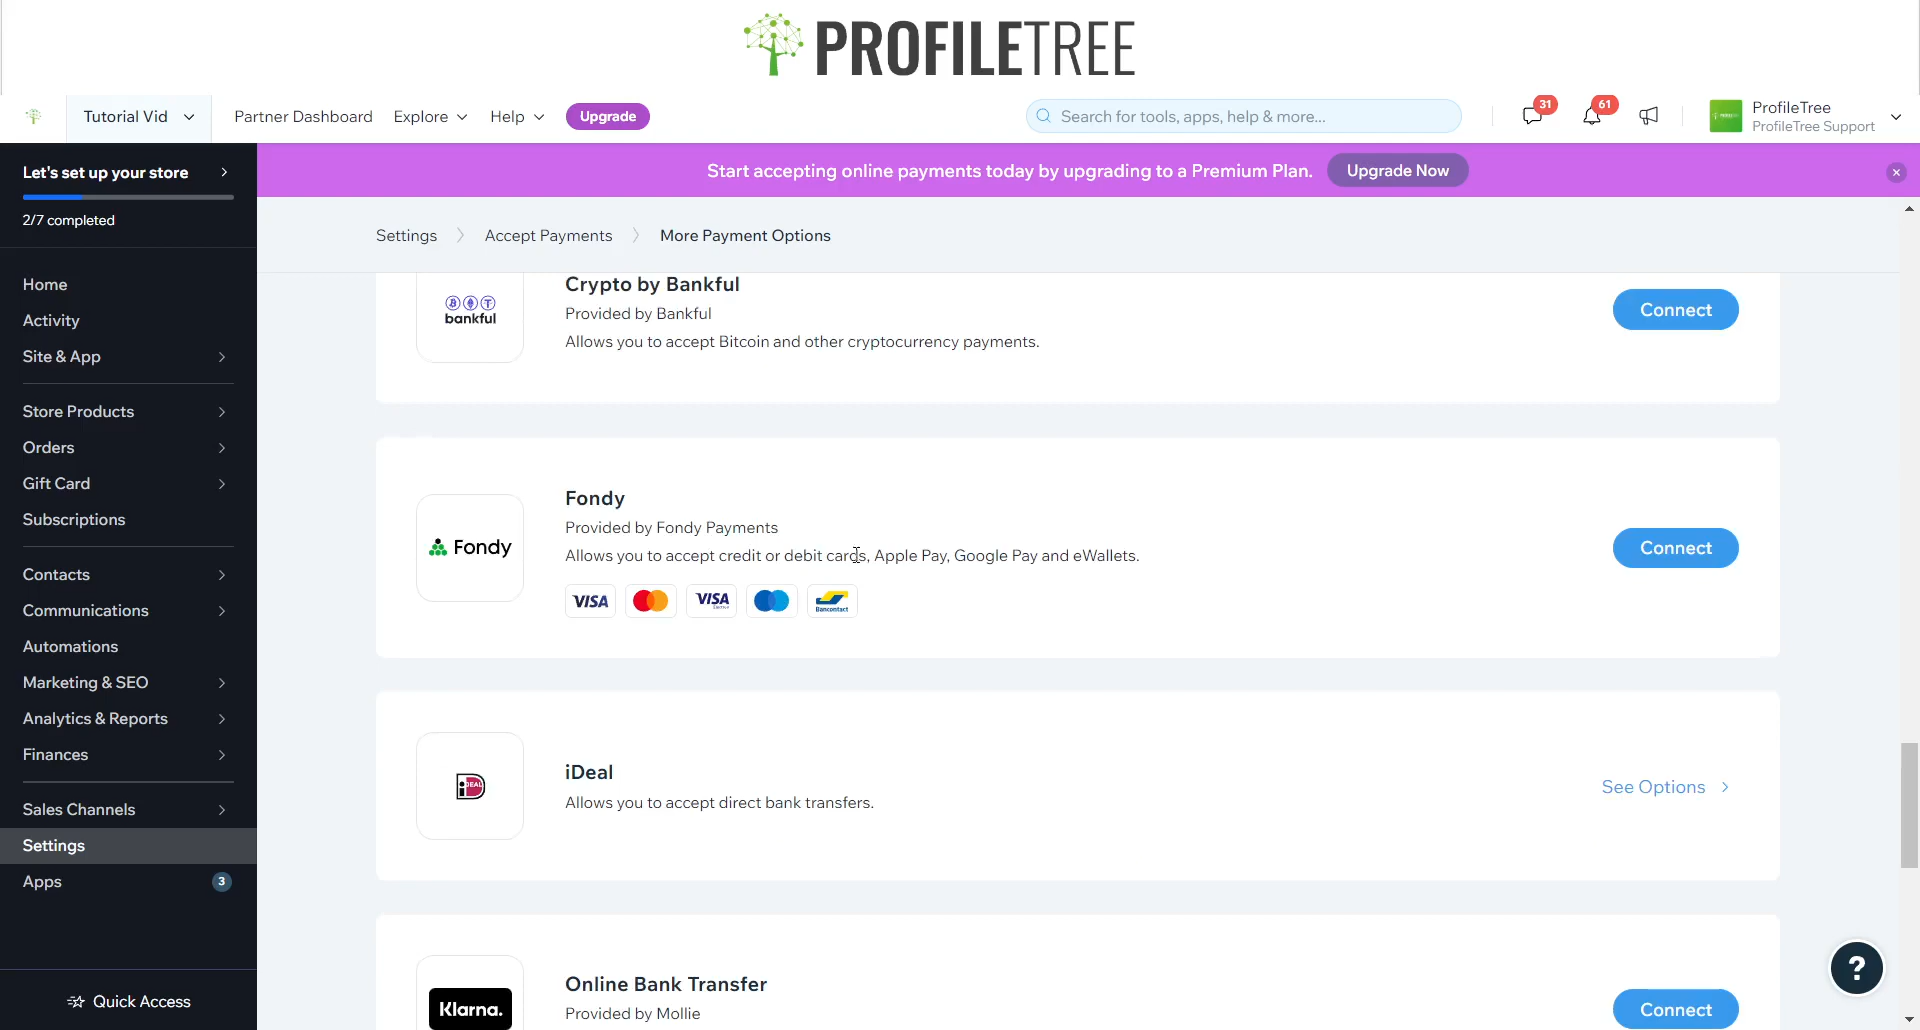 PROFILETREE
Tutorial Vid
Partner Dashboard
Explore
Help
Upgrade
Search for tools, apps, help & more...
31
61
ProfileTree
ProfileTree Support
Let's set up your store
2/7 completed
Start accepting online payments today by upgrading to a Premium Plan.
Upgrade Now
Settings
Accept Payments
More Payment Options
Home
Activity
Site & App
Store Products
Orders
Gift Card
Subscriptions
Contacts
Communications
Automations
Marketing & SEO
Analytics & Reports
Finances
Sales Channels
Settings
Apps
3
Quick Access
bankful
Crypto by Bankful
Provided by Bankful
Allows you to accept Bitcoin and other cryptocurrency payments.
Connect
Fondy
Fondy
Provided by Fondy Payments
Allows you to accept credit or debit cards, Apple Pay, Google Pay and eWallets.
VISA
VISA
Bancontact
Connect
iDEAL
iDeal
Allows you to accept direct bank transfers.
See Options
Klarna.
Online Bank Transfer
Provided by Mollie
Connect
?